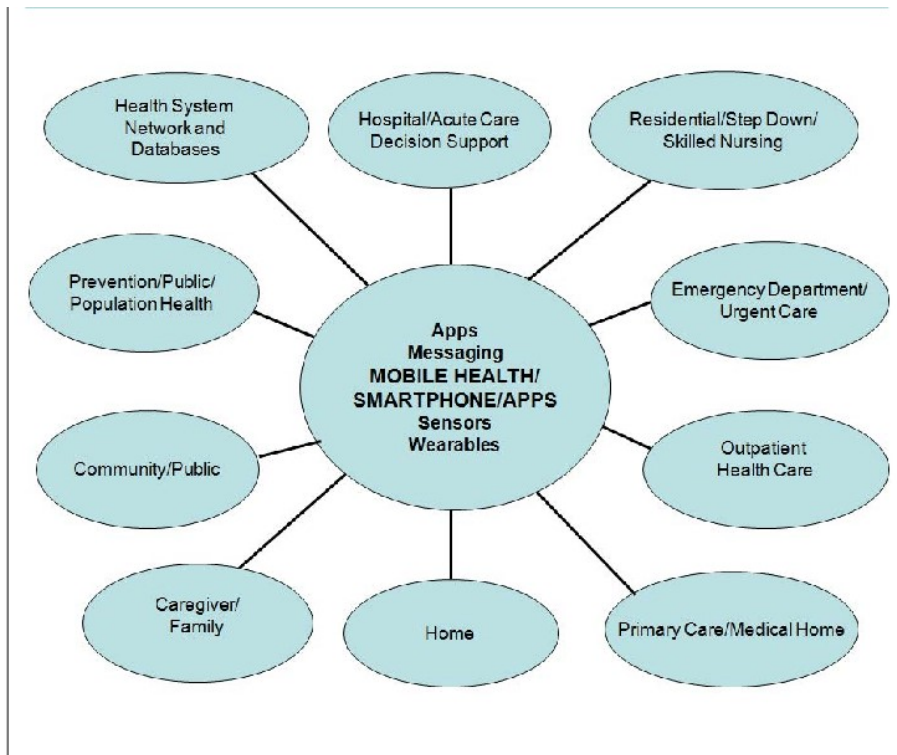 Health System
Network and
Databases
Hospital/Acute Care
Decision Support
Residential/Step Down/
Skilled Nursing
Prevention/Public/
Population Health
Emergency Department/
Urgent Care
Apps
Messaging
MOBILE HEALTH/
SMARTPHONE/APPS
Sensors
Wearables
Community/Public
Outpatient
Health Care
Caregiver/
Family
Home
Primary Care/Medical Home